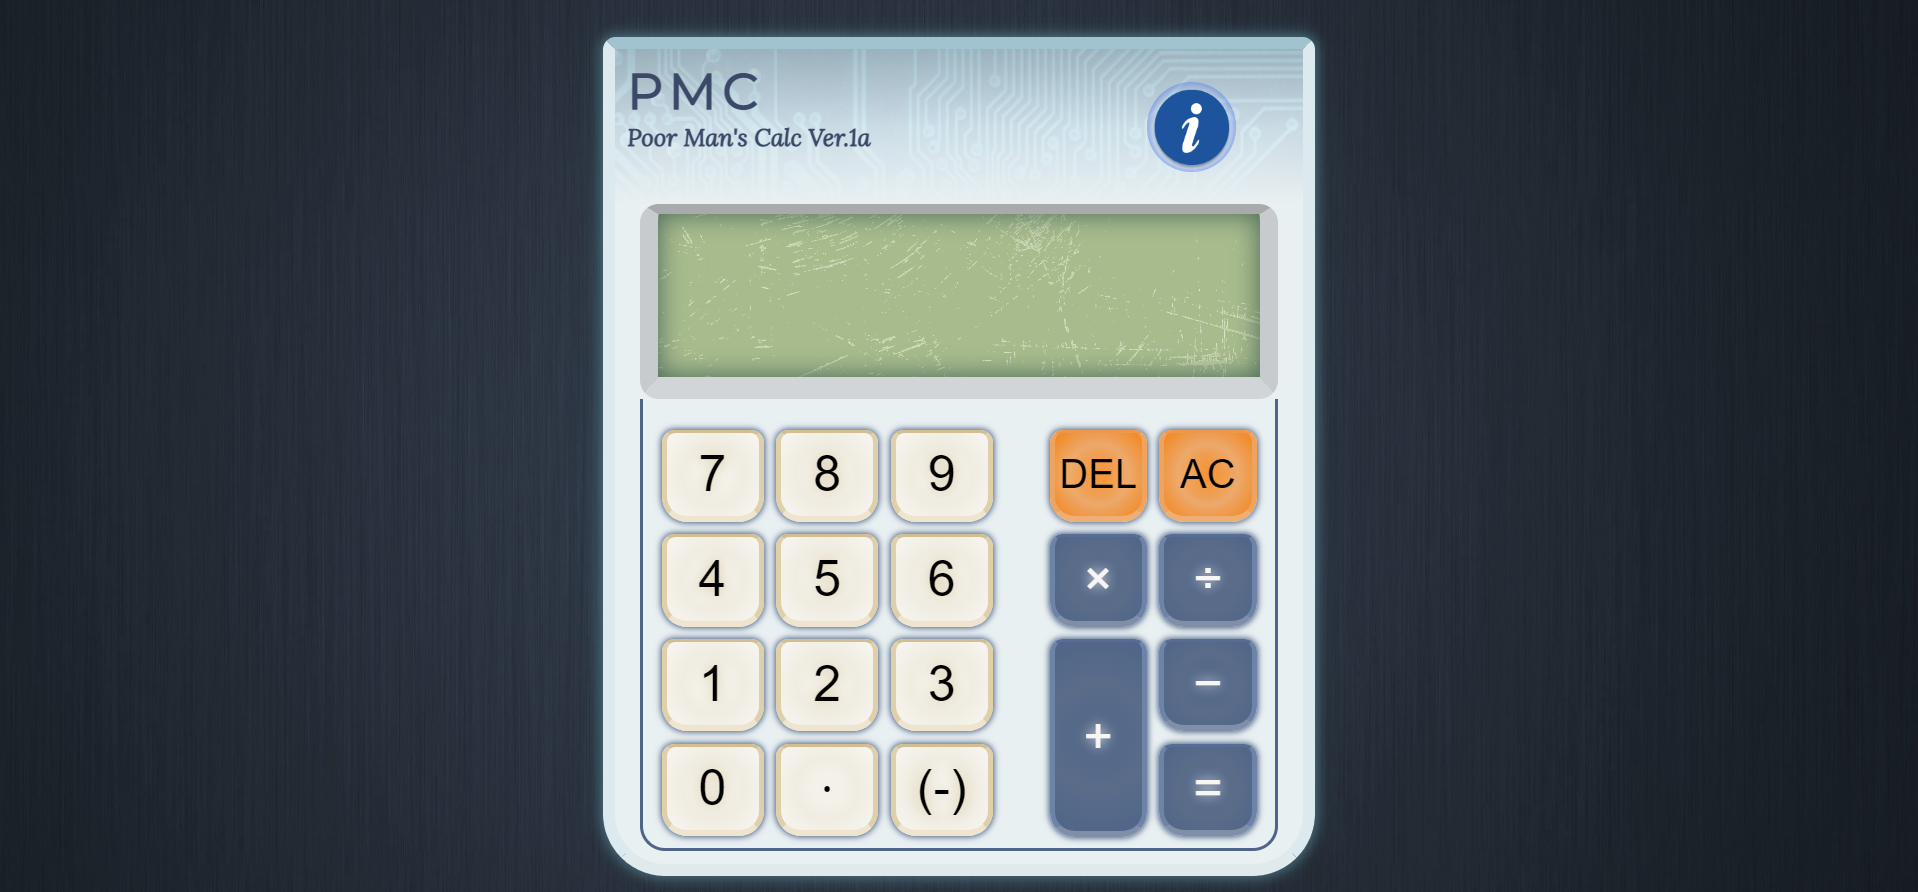 PMC
Poor Man's Calc Ver.1a
i
7 8 9 DEL AC
4 5 6 × ÷
1 2 3 −
+
0 · (-) =